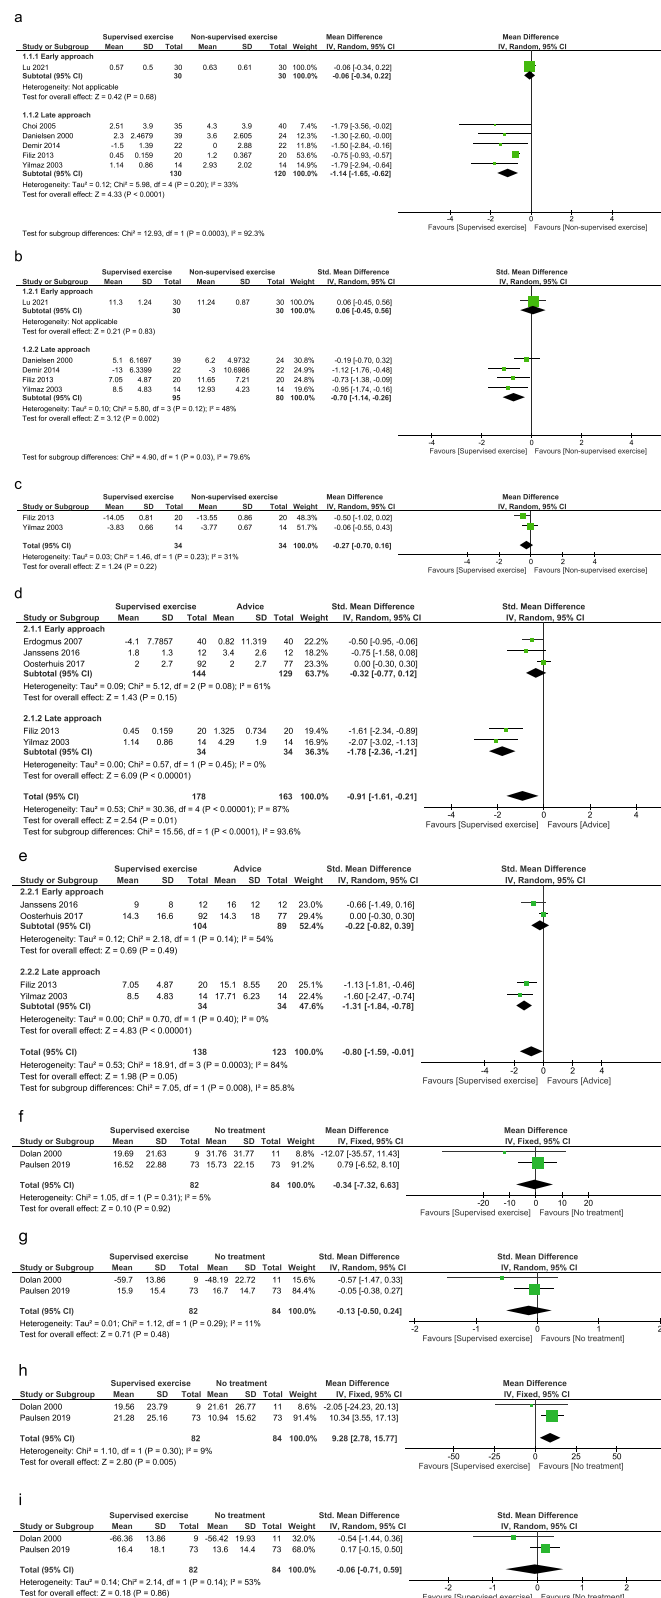 a
Supervised exercise Non-supervised exercise Mean Difference Mean Difference
Study or Subgroup Mean SD Total Mean SD Total Weight IV, Random, 95% CI IV, Random, 95% CI
1.1.1 Early approach
Lu 2021 0.57 0.5 30 0.63 0.61 30 100.0% -0.06 [-0.34, 0.22]
Subtotal (95% CI) 30 30 100.0% -0.06 [-0.34, 0.22]
Heterogeneity: Not applicable
Test for overall effect: Z = 0.42 (P = 0.68)
1.1.2 Late approach
Choi 2005 2.51 3.9 35 4.3 3.9 40 7.4% -1.79 [-3.56, -0.02]
Danielsen 2000 2.3 2.4679 39 3.6 2.605 24 12.3% -1.30 [-2.60, -0.00]
Demir 2014 -1.5 1.39 22 0 2.88 22 11.8% -1.50 [-2.84, -0.16]
Filiz 2013 0.45 0.159 20 1.2 0.367 20 53.5% -0.75 [-0.93, -0.57]
Yilmaz 2003 1.14 0.86 14 2.93 2.02 14 14.9% -1.79 [-2.94, -0.64]
Subtotal (95% CI) 130 120 100.0% -1.14 [-1.65, -0.62]
Heterogeneity: Tau² = 0.12; Chi² = 5.98, df = 4 (P = 0.20); I² = 33%
Test for overall effect: Z = 4.33 (P < 0.0001)
-4 -2 0 2 4
Favours [Supervised exercise] Favours [Non-supervised exercise]
Test for subgroup differences: Chi² = 12.93, df = 1 (P = 0.0003), I² = 92.3%
b
Supervised exercise Non-supervised exercise Std. Mean Difference Std. Mean Difference
Study or Subgroup Mean SD Total Mean SD Total Weight IV, Random, 95% CI IV, Random, 95% CI
1.2.1 Early approach
Lu 2021 11.3 1.24 30 11.24 0.87 30 100.0% 0.06 [-0.45, 0.56]
Subtotal (95% CI) 30 30 100.0% 0.06 [-0.45, 0.56]
Heterogeneity: Not applicable
Test for overall effect: Z = 0.21 (P = 0.83)
1.2.2 Late approach
Danielsen 2000 5.1 6.1697 39 6.2 4.9732 24 30.8% -0.19 [-0.70, 0.32]
Demir 2014 -13 6.3399 22 -3 10.6986 22 24.8% -1.12 [-1.76, -0.48]
Filiz 2013 7.05 4.87 20 11.65 7.21 20 24.8% -0.73 [-1.38, -0.09]
Yilmaz 2003 8.5 4.83 14 12.93 4.23 14 19.6% -0.95 [-1.74, -0.16]
Subtotal (95% CI) 95 80 100.0% -0.70 [-1.14, -0.26]
Heterogeneity: Tau² = 0.10; Chi² = 5.80, df = 3 (P = 0.12); I² = 48%
Test for overall effect: Z = 3.12 (P = 0.002)
-4 -2 0 2 4
Favours [Supervised exercise] Favours [Non-supervised exercise]
Test for subgroup differences: Chi² = 4.90, df = 1 (P = 0.03), I² = 79.6%
c
Supervised exercise Non-supervised exercise Mean Difference Mean Difference
Study or Subgroup Mean SD Total Mean SD Total Weight IV, Random, 95% CI IV, Random, 95% CI
Filiz 2013 -14.05 0.81 20 -13.55 0.86 20 48.3% -0.50 [-1.02, 0.02]
Yilmaz 2003 -3.83 0.66 14 -3.77 0.67 14 51.7% -0.06 [-0.55, 0.43]
Total (95% CI) 34 34 100.0% -0.27 [-0.70, 0.16]
Heterogeneity: Tau² = 0.03; Chi² = 1.46, df = 1 (P = 0.23); I² = 31%
Test for overall effect: Z = 1.24 (P = 0.22)
-4 -2 0 2 4
Favours [Supervised exercise] Favours [Non-supervised exercise]
d
Supervised exercise Advice Std. Mean Difference Std. Mean Difference
Study or Subgroup Mean SD Total Mean SD Total Weight IV, Random, 95% CI IV, Random, 95% CI
2.1.1 Early approach
Erdogmus 2007 -4.1 7.7857 40 0.82 11.319 40 22.2% -0.50 [-0.95, -0.06]
Janssens 2016 1.8 1.3 12 3.4 2.6 12 18.3% -0.75 [-1.58, 0.08]
Oosterhuis 2017 2 2.7 92 2 2.7 77 23.3% 0.00 [-0.30, 0.30]
Subtotal (95% CI) 144 129 63.7% -0.32 [-0.77, 0.12]
Heterogeneity: Tau² = 0.09; Chi² = 5.12, df = 2 (P = 0.08); I² = 61%
Test for overall effect: Z = 1.43 (P = 0.15)
2.1.2 Late approach
Filiz 2013 0.45 0.159 20 1.325 0.734 20 19.4% -1.61 [-2.34, -0.89]
Yilmaz 2003 1.14 0.86 14 4.29 1.9 14 16.9% -2.07 [-3.02, -1.13]
Subtotal (95% CI) 34 34 36.3% -1.78 [-2.36, -1.21]
Heterogeneity: Tau² = 0.00; Chi² = 0.57, df = 1 (P = 0.45); I² = 0%
Test for overall effect: Z = 6.09 (P < 0.00001)
Total (95% CI) 178 163 100.0% -0.91 [-1.61, -0.21]
Heterogeneity: Tau² = 0.53; Chi² = 30.36, df = 4 (P < 0.00001); I² = 87%
Test for overall effect: Z = 2.54 (P = 0.01)
Test for subgroup differences: Chi² = 15.56, df = 1 (P < 0.0001), I² = 93.6%
-4 -2 0 2 4
Favours [Supervised exercise] Favours [Advice]
e
Supervised exercise Advice Std. Mean Difference Std. Mean Difference
Study or Subgroup Mean SD Total Mean SD Total Weight IV, Random, 95% CI IV, Random, 95% CI
2.2.1 Early approach
Janssens 2016 9 8 12 16 12 12 23.0% -0.66 [-1.49, 0.16]
Oosterhuis 2017 14.3 16.6 92 14.3 18 77 29.4% 0.00 [-0.30, 0.30]
Subtotal (95% CI) 104 89 52.4% -0.22 [-0.82, 0.39]
Heterogeneity: Tau² = 0.12; Chi² = 2.18, df = 1 (P = 0.14); I² = 54%
Test for overall effect: Z = 0.69 (P = 0.49)
2.2.2 Late approach
Filiz 2013 7.05 4.87 20 15.1 8.55 20 25.1% -1.13 [-1.81, -0.46]
Yilmaz 2003 8.5 4.83 14 17.71 6.23 14 22.4% -1.60 [-2.47, -0.74]
Subtotal (95% CI) 34 34 47.6% -1.31 [-1.84, -0.78]
Heterogeneity: Tau² = 0.00; Chi² = 0.70, df = 1 (P = 0.40); I² = 0%
Test for overall effect: Z = 4.83 (P < 0.00001)
Total (95% CI) 138 123 100.0% -0.80 [-1.59, -0.01]
Heterogeneity: Tau² = 0.53; Chi² = 18.91, df = 3 (P = 0.0003); I² = 84%
Test for overall effect: Z = 1.98 (P = 0.05)
Test for subgroup differences: Chi² = 7.05, df = 1 (P = 0.008), I² = 85.8%
-4 -2 0 2 4
Favours [Supervised exercise] Favours [Advice]
f
Supervised exercise No treatment Mean Difference Mean Difference
Study or Subgroup Mean SD Total Mean SD Total Weight IV, Fixed, 95% CI IV, Fixed, 95% CI
Dolan 2000 19.69 21.63 9 31.76 31.77 11 8.8% -12.07 [-35.57, 11.43]
Paulsen 2019 16.52 22.88 73 15.73 22.15 73 91.2% 0.79 [-6.52, 8.10]
Total (95% CI) 82 84 100.0% -0.34 [-7.32, 6.63]
Heterogeneity: Chi² = 1.05, df = 1 (P = 0.31); I² = 5%
Test for overall effect: Z = 0.10 (P = 0.92)
-20 -10 0 10 20
Favours [Supervised exercise] Favours [No treatment]
g
Supervised exercise No treatment Std. Mean Difference Std. Mean Difference
Study or Subgroup Mean SD Total Mean SD Total Weight IV, Random, 95% CI IV, Random, 95% CI
Dolan 2000 -59.7 13.86 9 -48.19 22.72 11 15.6% -0.57 [-1.47, 0.33]
Paulsen 2019 15.9 15.4 73 16.7 14.7 73 84.4% -0.05 [-0.38, 0.27]
Total (95% CI) 82 84 100.0% -0.13 [-0.50, 0.24]
Heterogeneity: Tau² = 0.01; Chi² = 1.12, df = 1 (P = 0.29); I² = 11%
Test for overall effect: Z = 0.71 (P = 0.48)
-2 -1 0 1 2
Favours [Supervised exercise] Favours [No treatment]
h
Supervised exercise No treatment Mean Difference Mean Difference
Study or Subgroup Mean SD Total Mean SD Total Weight IV, Fixed, 95% CI IV, Fixed, 95% CI
Dolan 2000 19.56 23.79 9 21.61 26.77 11 8.6% -2.05 [-24.23, 20.13]
Paulsen 2019 21.28 25.16 73 10.94 15.62 73 91.4% 10.34 [3.55, 17.13]
Total (95% CI) 82 84 100.0% 9.28 [2.78, 15.77]
Heterogeneity: Chi² = 1.10, df = 1 (P = 0.30); I² = 9%
Test for overall effect: Z = 2.80 (P = 0.005)
-50 -25 0 25 50
Favours [Supervised exercise] Favours [No treatment]
i
Supervised exercise No treatment Std. Mean Difference Std. Mean Difference
Study or Subgroup Mean SD Total Mean SD Total Weight IV, Random, 95% CI IV, Random, 95% CI
Dolan 2000 -66.36 13.86 9 -56.42 19.93 11 32.0% -0.54 [-1.44, 0.36]
Paulsen 2019 16.4 18.1 73 13.6 14.4 73 68.0% 0.17 [-0.15, 0.50]
Total (95% CI) 82 84 100.0% -0.06 [-0.71, 0.59]
Heterogeneity: Tau² = 0.14; Chi² = 2.14, df = 1 (P = 0.14); I² = 53%
Test for overall effect: Z = 0.18 (P = 0.86)
-2 -1 0 1 2
Favours [Supervised exercise] Favours [No treatment]